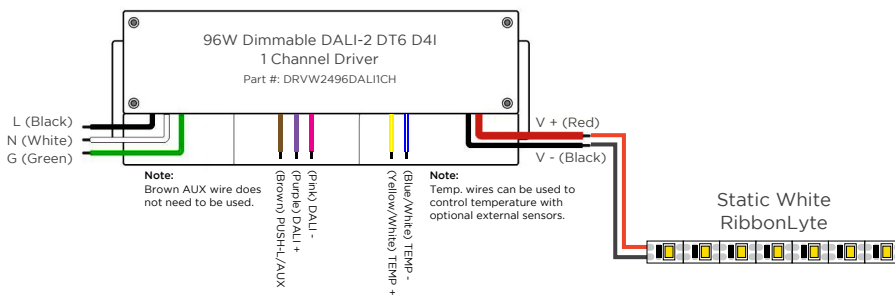 96W Dimmable DALI-2 DT6 D4I
1 Channel Driver
Part #: DRVW2496DALI1CH
L (Black)
N (White)
G (Green)
V + (Red)
V - (Black)
Note:
Brown AUX wire does
not need to be used.
(Brown) PUSH-L/AUX
(Purple) DALI +
(Pink) DALI -
(Yellow/White) TEMP +
(Blue/White) TEMP -
Note:
Temp. wires can be used to
control temperature with
optional external sensors.
Static White
RibbonLyte